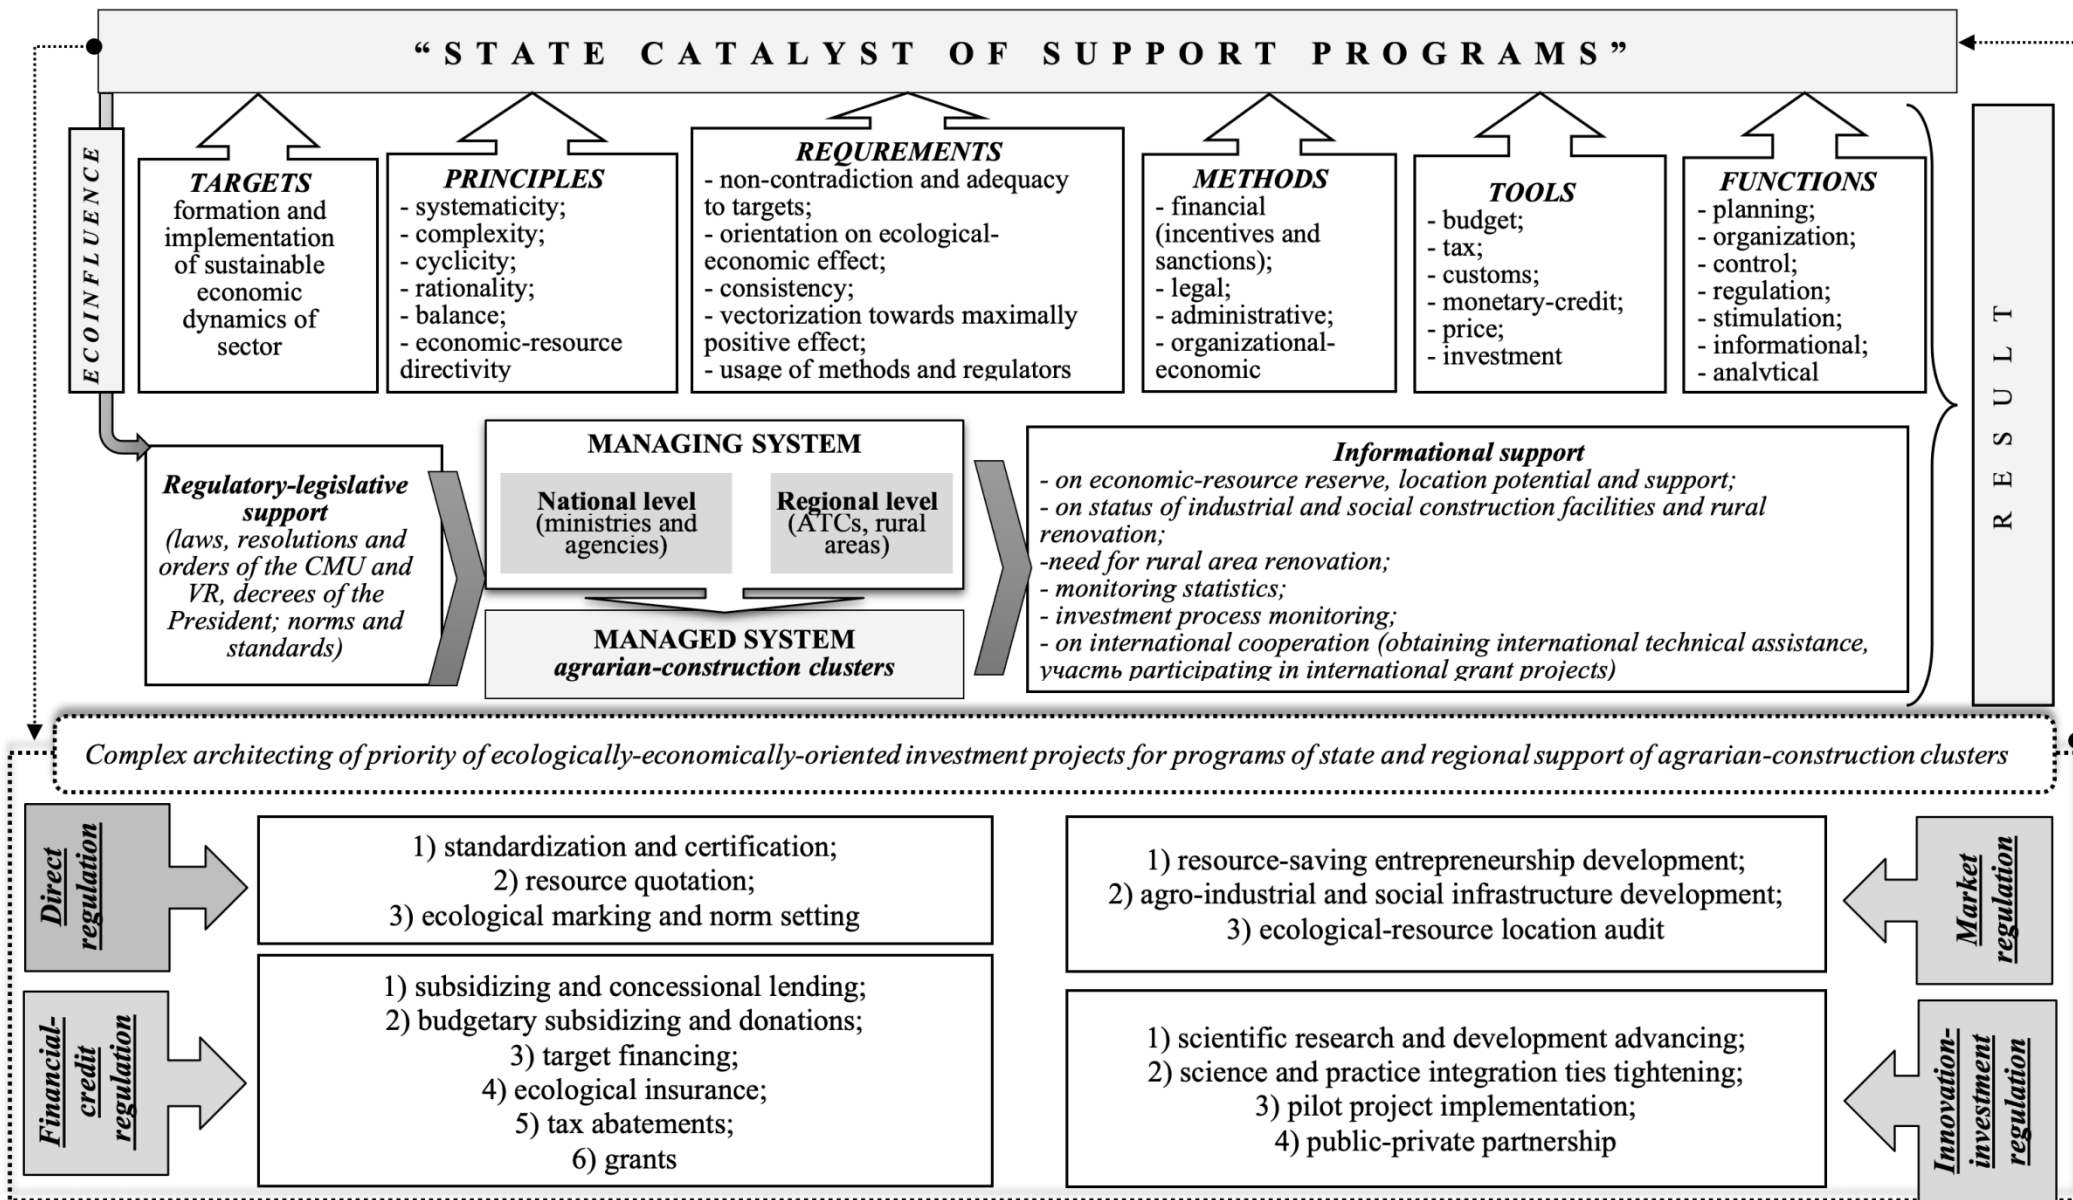 “STATE CATALYST OF SUPPORT PROGRAMS”
ECOINFLUENCE
TARGETS
formation and
implementation
of sustainable
economic
dynamics of
sector
PRINCIPLES
- systematicity;
- complexity;
- cyclicity;
- rationality;
- balance;
- economic-resource
directivity
REQUREMENTS
- non-contradiction and adequacy
to targets;
- orientation on ecological-
economic effect;
- consistency;
- vectorization towards maximally
positive effect;
- usage of methods and regulators
METHODS
- financial
(incentives and
sanctions);
- legal;
- administrative;
- organizational-
economic
TOOLS
- budget;
- tax;
- customs;
- monetary-credit;
- price;
- investment
FUNCTIONS
- planning;
- organization;
- control;
- regulation;
- stimulation;
- informational;
- analytical
RESULT
Regulatory-legislative
support
(laws, resolutions and
orders of the CMU and
VR, decrees of the
President; norms and
standards)
MANAGING SYSTEM
National level
(ministries and
agencies)
Regional level
(ATCs, rural
areas)
MANAGED SYSTEM
agrarian-construction clusters
Informational support
- on economic-resource reserve, location potential and support;
- on status of industrial and social construction facilities and rural
renovation;
-need for rural area renovation;
- monitoring statistics;
- investment process monitoring;
- on international cooperation (obtaining international technical assistance,
участь participating in international grant projects)
Complex architecting of priority of ecologically-economically-oriented investment projects for programs of state and regional support of agrarian-construction clusters
Direct
regulation
1) standardization and certification;
2) resource quotation;
3) ecological marking and norm setting
Financial-
credit
regulation
1) subsidizing and concessional lending;
2) budgetary subsidizing and donations;
3) target financing;
4) ecological insurance;
5) tax abatements;
6) grants
1) resource-saving entrepreneurship development;
2) agro-industrial and social infrastructure development;
3) ecological-resource location audit
Market
regulation
1) scientific research and development advancing;
2) science and practice integration ties tightening;
3) pilot project implementation;
4) public-private partnership
Innovation-
investment
regulation